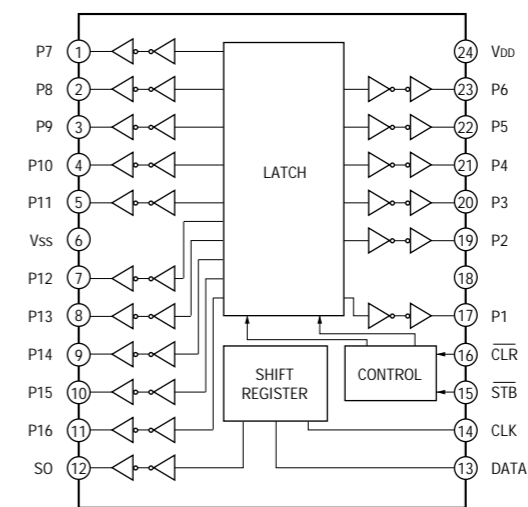 P7 1 24 VDD
P8 2 23 P6
P9 3 22 P5
P10 4 21 P4
LATCH
P11 5 20 P3
Vss 6 19 P2
P12 7 18
P13 8 17 P1
P14 9 16 CLR
SHIFT REGISTER
CONTROL
P15 10 15 STB
P16 11 14 CLK
SO 12 13 DATA